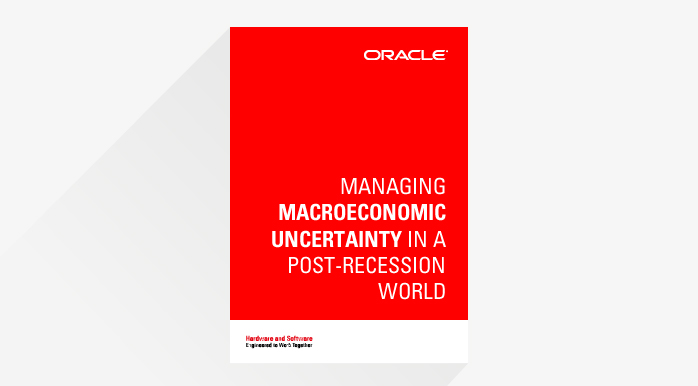 ORACLE
MANAGING
MACROECONOMIC
UNCERTAINTY IN A
POST-RECESSION
WORLD
Hardware and Software
Engineered to Work Together